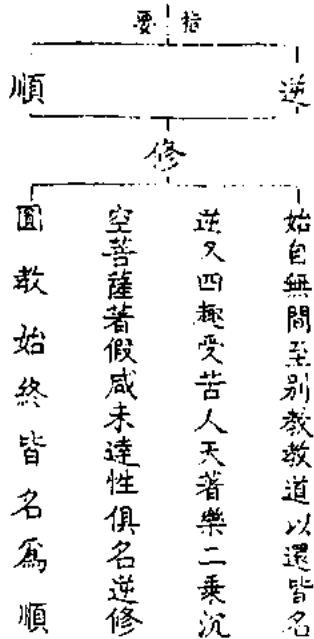 指要
逆
順
修
始自無間至別教教道以還皆名
逆又四趣受苦人天著樂二乘沉
空菩薩著假咸未達性俱名逆修
圓教始終皆名爲順